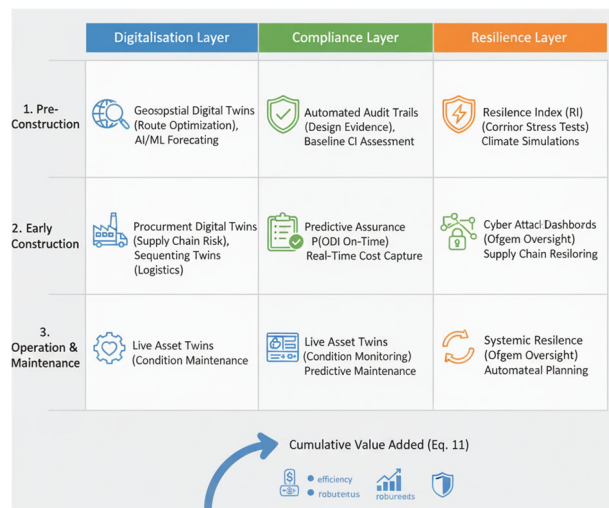 Digitalisation Layer
Compliance Layer
Resilience Layer
1. Pre-
Construction
Geosopstial Digital Twins
(Route Optimization),
AI/ML Forecating
Automated Audit Trails
(Design Evidence),
Baseline CI Assessment
Resilence Index (RI)
(Corrior Stress Tests)
Climate Simulations
2. Early
Construction
Procurment Digital Twins
(Supply Chain Risk),
Sequenting Twins
(Logistics)
Predictive Assurance
P(ODI On-Time)
Real-Time Cost Capture
Cyber Attacl Dashbords
(Ofgem Oversight)
Supply Chain Resiloring
3.
Operation &
Maintenance
Live Asset Twins
(Condition Maintenance
Live Asset Twins
(Condition Monitoring)
Predictive Maintenance
Systemic Resilence
(Ofgem Oversight)
Automateal Planning
Cumulative Value Added (Eq. 11)
efficiency
robuteitus
robureeds